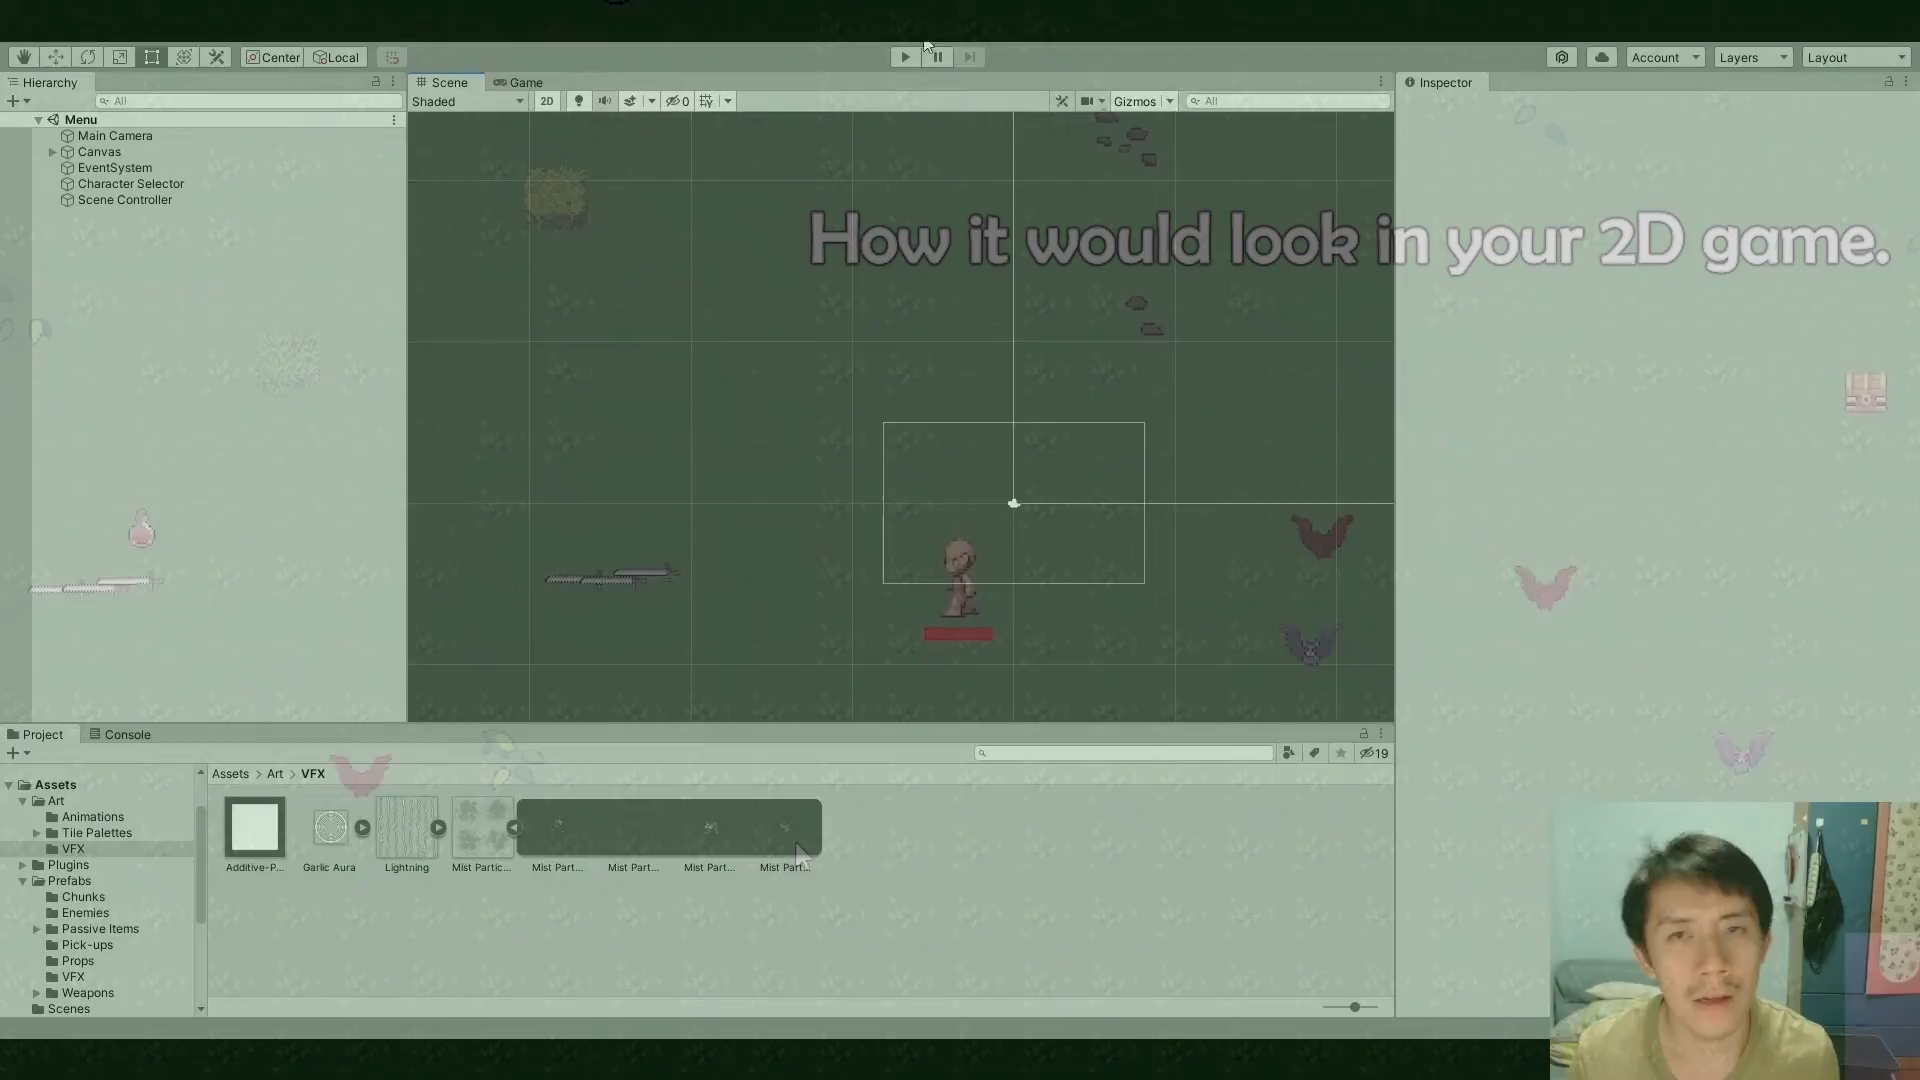 Center
Local
Account
Layers
Layout
Hierarchy
Scene
Game
Inspector
All
Shaded
2D
0
Gizmos
All
Menu
Main Camera
Canvas
EventSystem
Character Selector
Scene Controller
How it would look in your 2D game.
Project
Console
19
Assets
Art
Animations
Tile Palettes
VFX
Plugins
Prefabs
Chunks
Enemies
Passive Items
Pick-ups
Props
VFX
Weapons
Scenes
Assets > Art > VFX
Additive-P...
Garlic Aura
Lightning
Mist Partic...
Mist Part...
Mist Part...
Mist Part...
Mist Part...